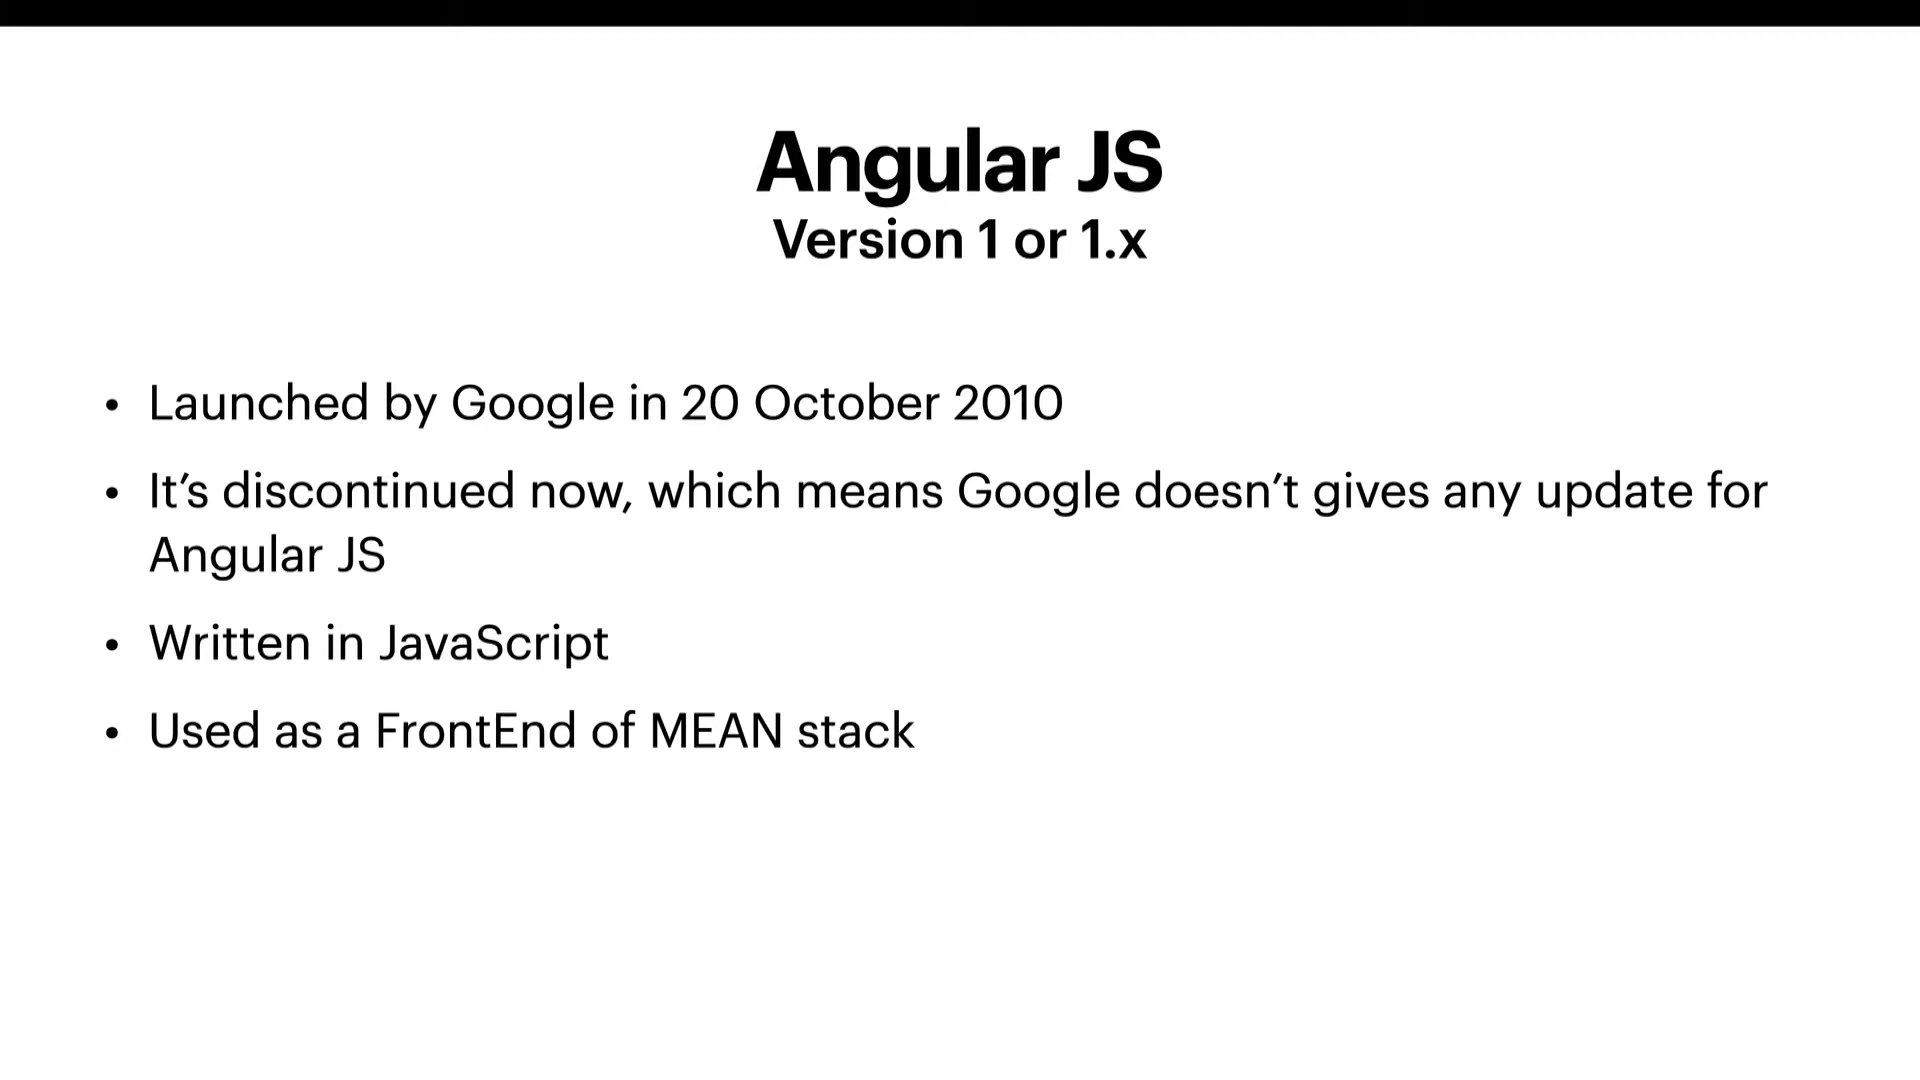 Angular JS
Version 1 or 1.x
• Launched by Google in 20 October 2010
• It’s discontinued now, which means Google doesn’t gives any update for
Angular JS
• Written in JavaScript
• Used as a FrontEnd of MEAN stack